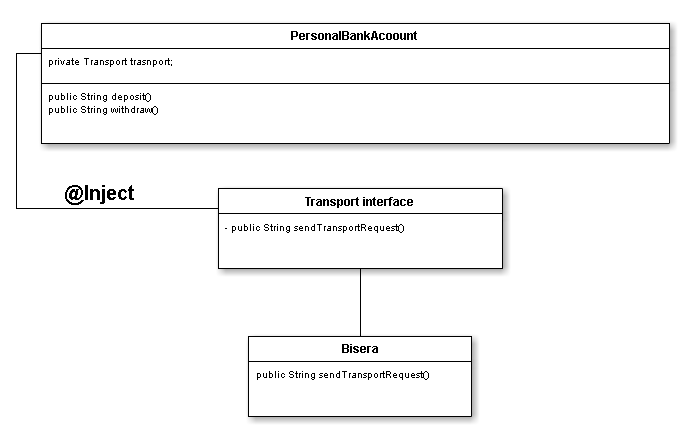 PersonalBankAcoount
private Transport trasnport;
public String deposit()
public String withdraw()
@Inject
Transport interface
- public String sendTransportRequest()
Bisera
public String sendTransportRequest()